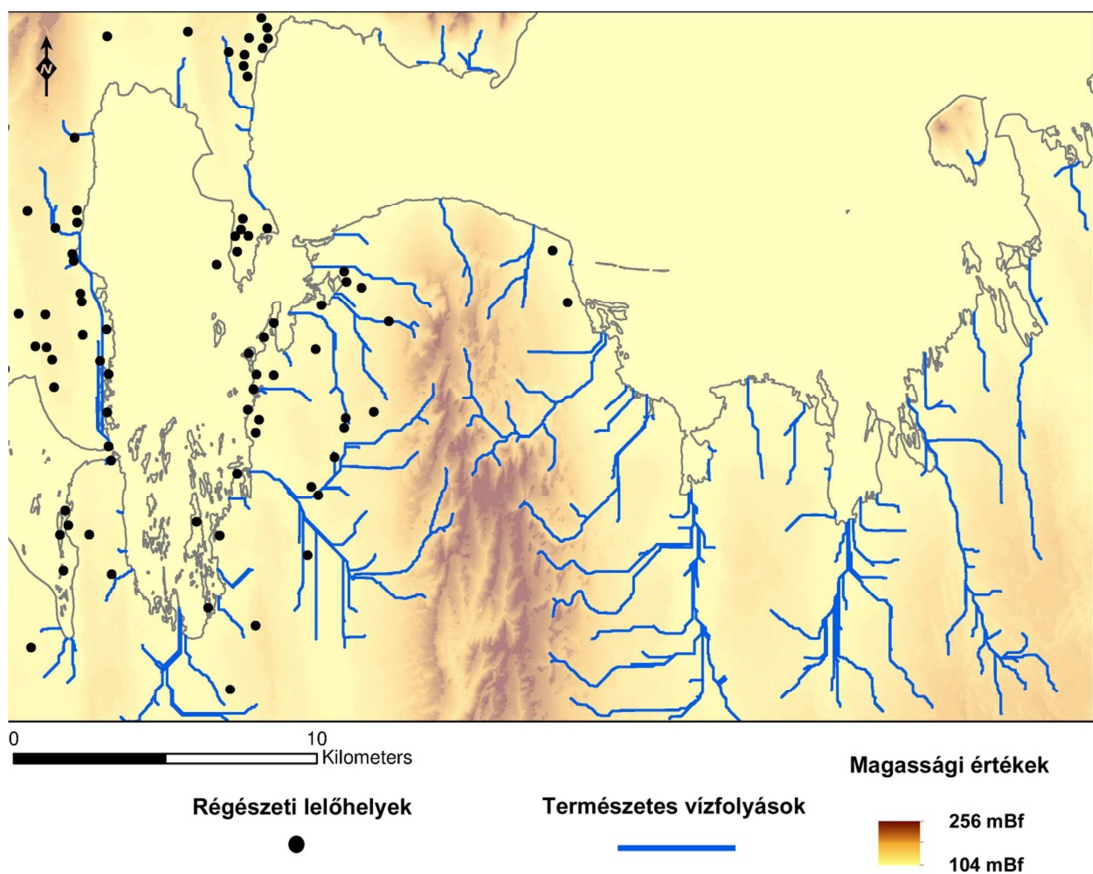 N
0 10
Kilometers
Magassági értékek
Régészeti lelőhelyek
Természetes vízfolyások
256 mBf
104 mBf